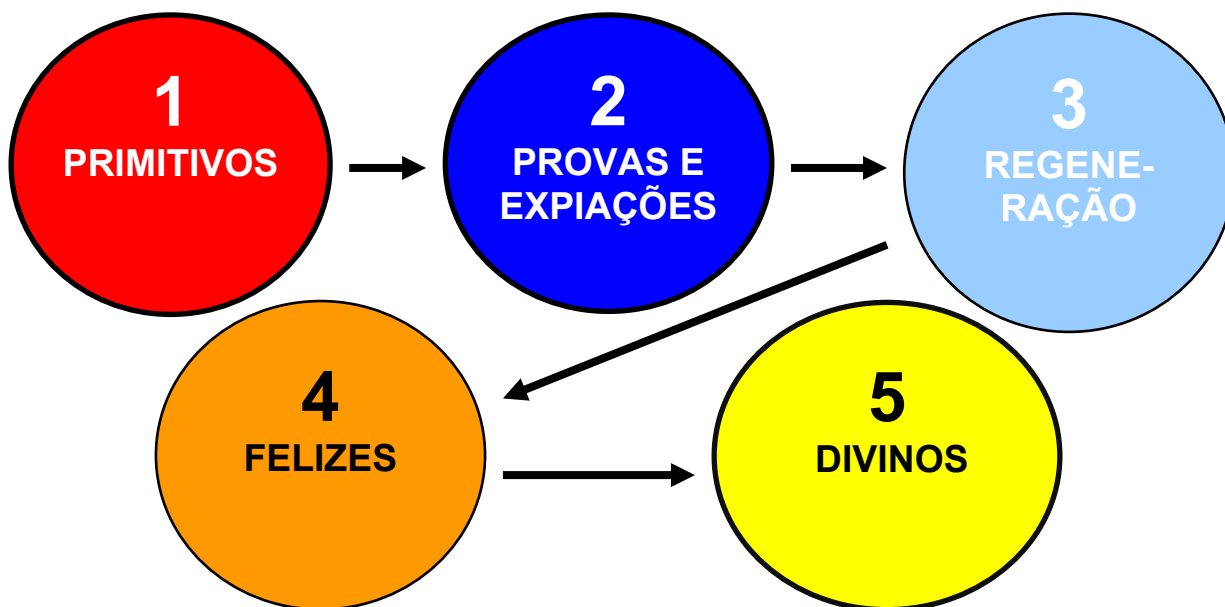 1
PRIMITIVOS
2
PROVAS E
EXPIAÇÕES
3
REGENE-
RAÇÃO
4
FELIZES
5
DIVINOS